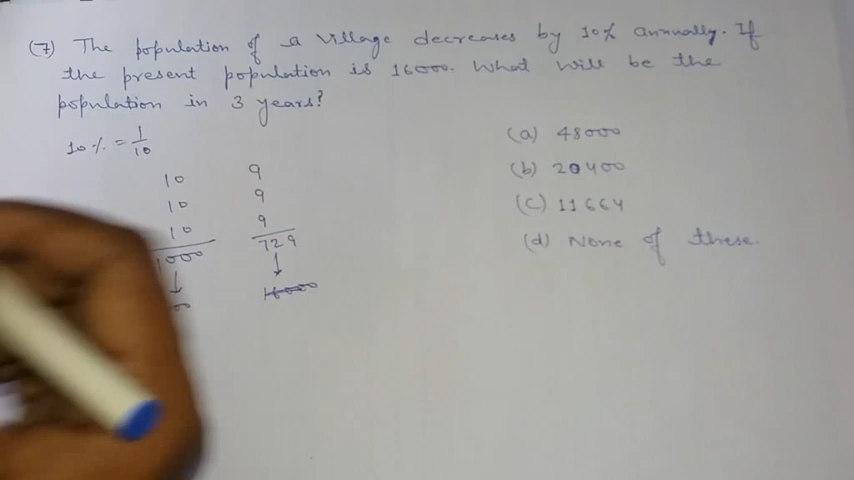 (7) The population of a village decreases by 10% annually. If
the present population is 16000. What will be the
population in 3 years?
10% = 1/10
(a) 48000
(b) 20400
(c) 11664
(d) None of these.
10 9
10 9
10 9
1000 729
↓ ↓
00 16000